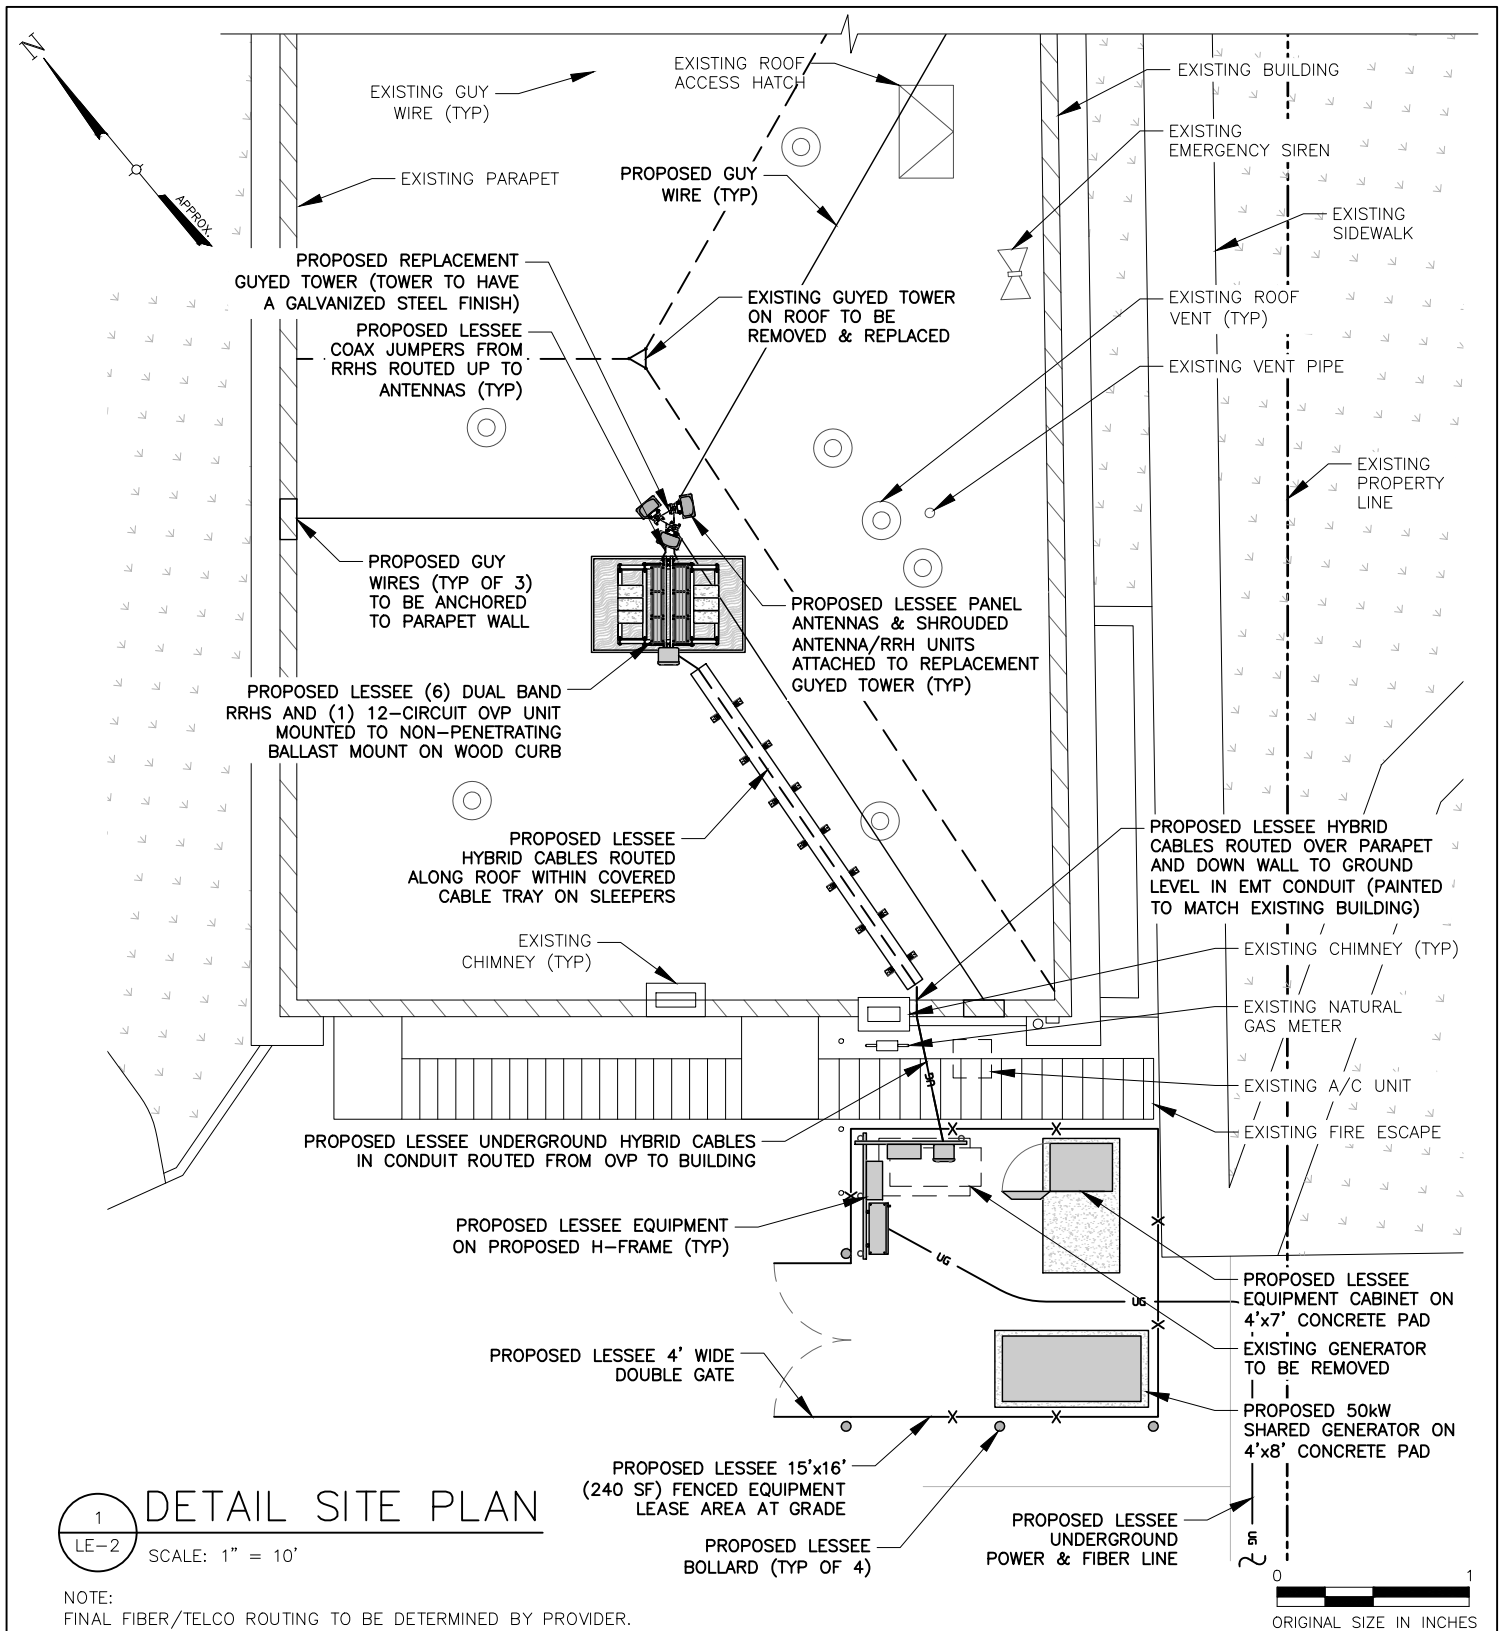 N
APPROX.
EXISTING GUY
WIRE (TYP)
EXISTING ROOF
ACCESS HATCH
EXISTING BUILDING
EXISTING
EMERGENCY SIREN
EXISTING PARAPET
PROPOSED GUY
WIRE (TYP)
EXISTING
SIDEWALK
PROPOSED REPLACEMENT
GUYED TOWER (TOWER TO HAVE
A GALVANIZED STEEL FINISH)
EXISTING GUYED TOWER
ON ROOF TO BE
REMOVED & REPLACED
EXISTING ROOF
VENT (TYP)
PROPOSED LESSEE
COAX JUMPERS FROM
RRHS ROUTED UP TO
ANTENNAS (TYP)
EXISTING VENT PIPE
EXISTING
PROPERTY
LINE
PROPOSED GUY
WIRES (TYP OF 3)
TO BE ANCHORED
TO PARAPET WALL
PROPOSED LESSEE PANEL
ANTENNAS & SHROUDED
ANTENNA/RRH UNITS
ATTACHED TO REPLACEMENT
GUYED TOWER (TYP)
PROPOSED LESSEE (6) DUAL BAND
RRHS AND (1) 12-CIRCUIT OVP UNIT
MOUNTED TO NON-PENETRATING
BALLAST MOUNT ON WOOD CURB
PROPOSED LESSEE
HYBRID CABLES ROUTED
ALONG ROOF WITHIN COVERED
CABLE TRAY ON SLEEPERS
PROPOSED LESSEE HYBRID
CABLES ROUTED OVER PARAPET
AND DOWN WALL TO GROUND
LEVEL IN EMT CONDUIT (PAINTED
TO MATCH EXISTING BUILDING)
EXISTING
CHIMNEY (TYP)
EXISTING CHIMNEY (TYP)
EXISTING NATURAL
GAS METER
EXISTING A/C UNIT
UG
EXISTING FIRE ESCAPE
PROPOSED LESSEE UNDERGROUND HYBRID CABLES
IN CONDUIT ROUTED FROM OVP TO BUILDING
PROPOSED LESSEE EQUIPMENT
ON PROPOSED H-FRAME (TYP)
UG
UG
PROPOSED LESSEE
EQUIPMENT CABINET ON
4'x7' CONCRETE PAD
EXISTING GENERATOR
TO BE REMOVED
PROPOSED LESSEE 4' WIDE
DOUBLE GATE
PROPOSED 50kW
SHARED GENERATOR ON
4'x8' CONCRETE PAD
PROPOSED LESSEE 15'x16'
(240 SF) FENCED EQUIPMENT
LEASE AREA AT GRADE
PROPOSED LESSEE
UNDERGROUND
POWER & FIBER LINE
UG
PROPOSED LESSEE
BOLLARD (TYP OF 4)
1
LE-2
DETAIL SITE PLAN
SCALE: 1" = 10'
NOTE:
FINAL FIBER/TELCO ROUTING TO BE DETERMINED BY PROVIDER.
0 1
ORIGINAL SIZE IN INCHES